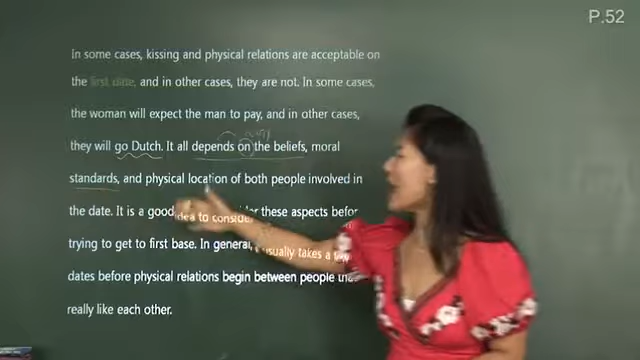 P.52
In some cases, kissing and physical relations are acceptable on
the first date, and in other cases, they are not. In some cases,
the woman will expect the man to pay, and in other cases,
they will go Dutch. It all depends on the beliefs, moral
standards, and physical location of both people involved in
the date. It is a good idea to consider these aspects before
trying to get to first base. In general, usually takes a
dates before physical relations begin between people
really like each other.